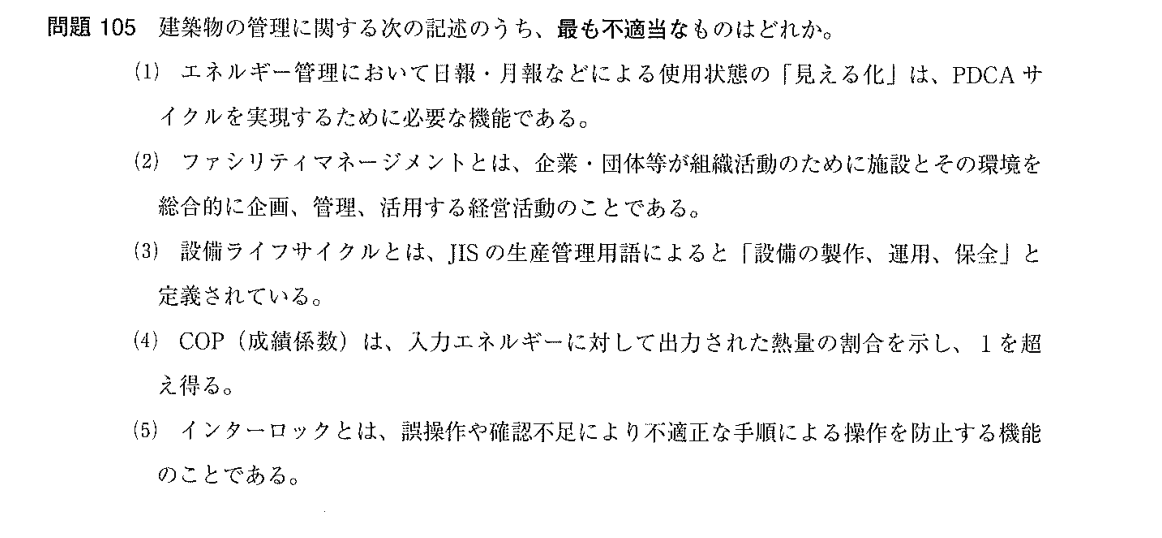 問題 105　建築物の管理に関する次の記述のうち、最も不適当なものはどれか。
(1)　エネルギー管理において日報・月報などによる使用状態の「見える化」は、PDCA サ
イクルを実現するために必要な機能である。
(2)　ファシリティマネージメントとは、企業・団体等が組織活動のために施設とその環境を
総合的に企画、管理、活用する経営活動のことである。
(3)　設備ライフサイクルとは、JIS の生産管理用語によると「設備の製作、運用、保全」と
定義されている。
(4)　COP（成績係数）は、入力エネルギーに対して出力された熱量の割合を示し、1 を超
え得る。
(5)　インターロックとは、誤操作や確認不足により不適正な手順による操作を防止する機能
のことである。